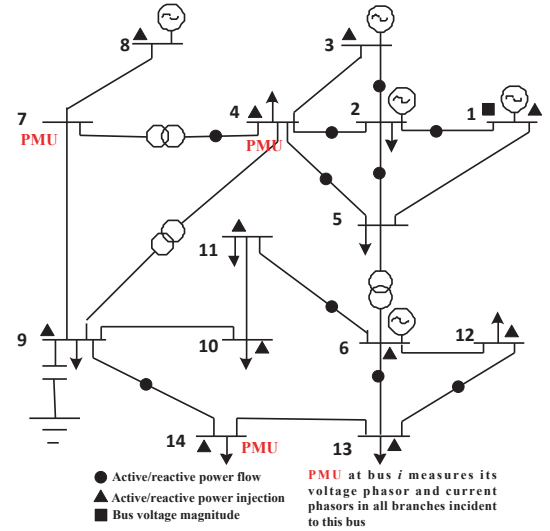 8
3
7
PMU
4
PMU
2
1
5
11
9
10
6
12
14
PMU
13
Active/reactive power flow
Active/reactive power injection
Bus voltage magnitude
PMU at bus i measures its
voltage phasor and current
phasors in all branches incident
to this bus